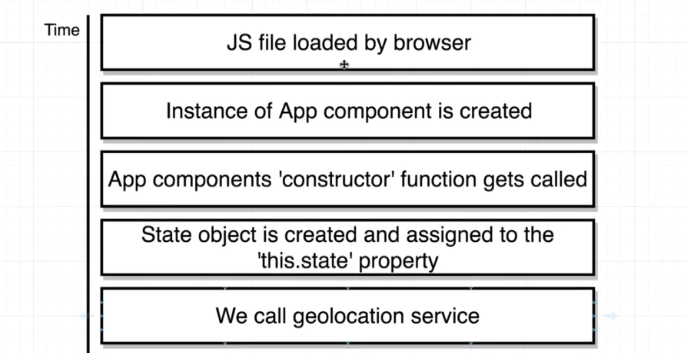 Time
JS file loaded by browser
Instance of App component is created
App components 'constructor' function gets called
State object is created and assigned to the
'this.state' property
We call geolocation service